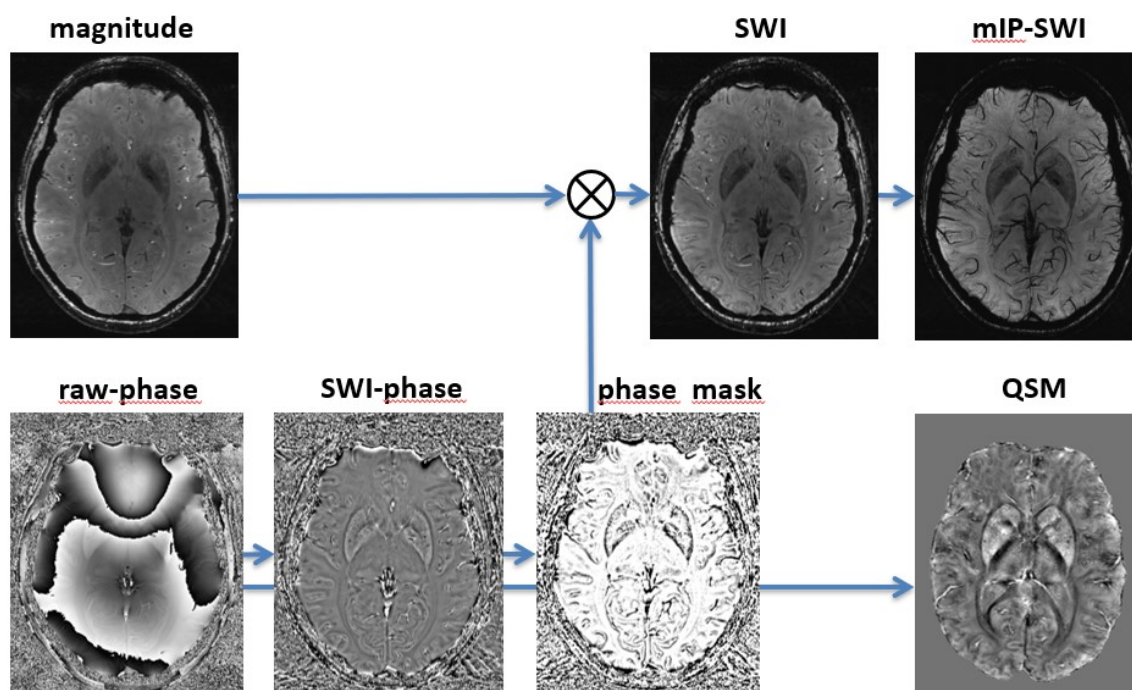 magnitude
SWI
mIP-SWI
raw-phase
SWI-phase
phase mask
QSM